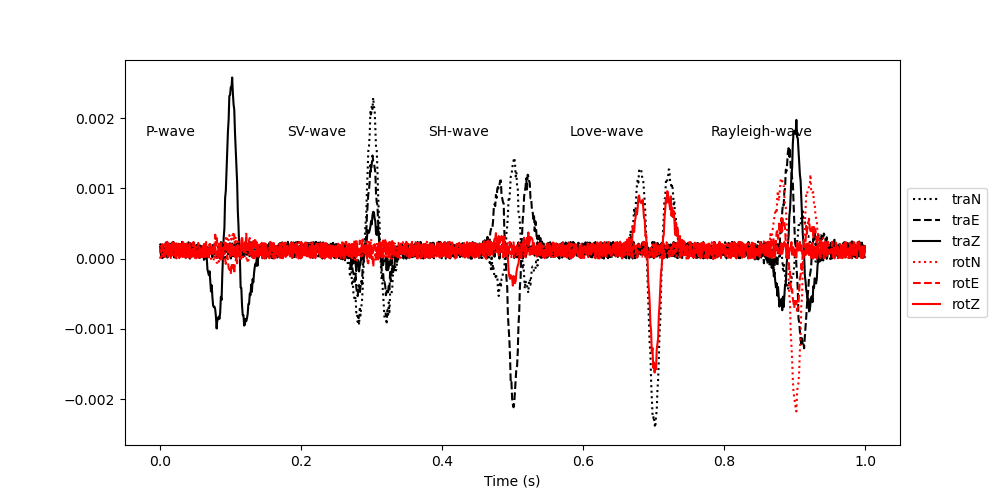 P-wave SV-wave SH-wave Love-wave Rayleigh-wave
0.002
0.001
0.000
−0.001
−0.002
0.0 0.2 0.4 0.6 0.8 1.0
Time (s)
traN
traE
traZ
rotN
rotE
rotZ